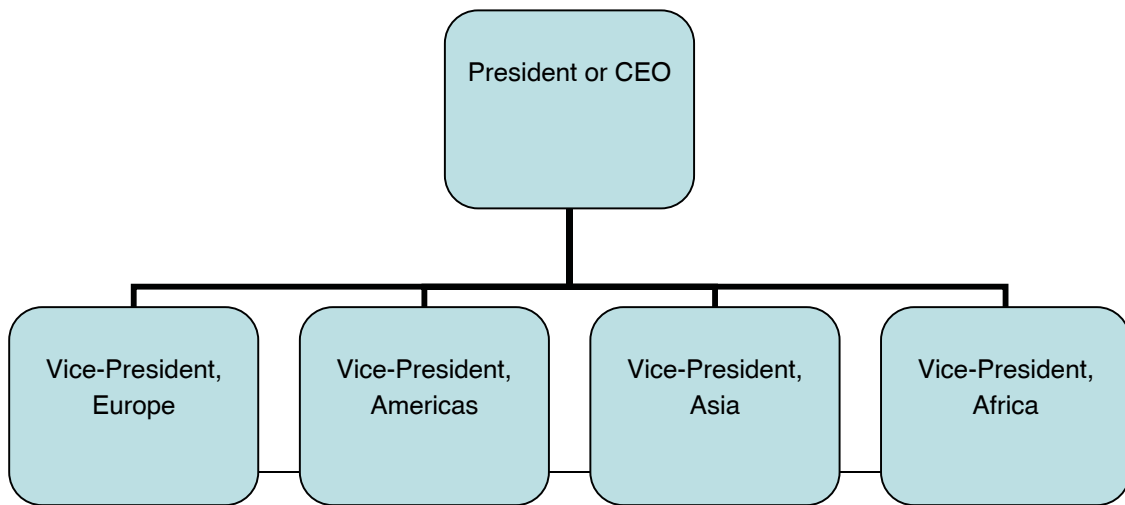 President or CEO
Vice-President,
Europe
Vice-President,
Americas
Vice-President,
Asia
Vice-President,
Africa